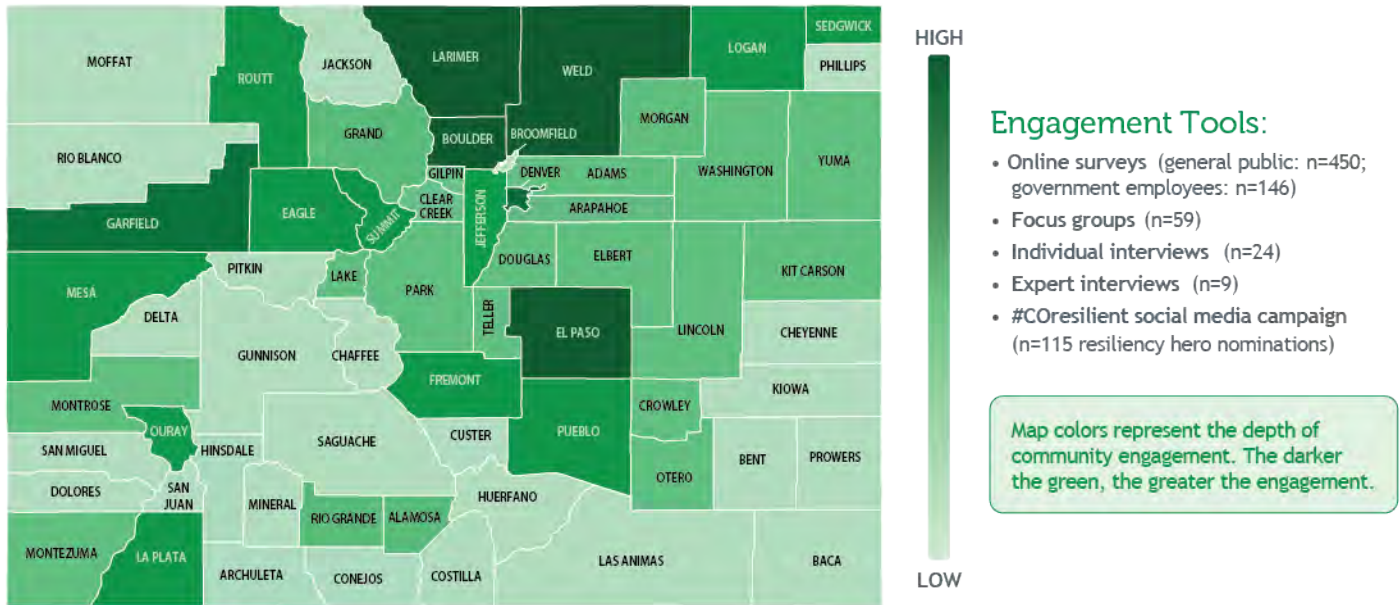 MOFFAT
ROUTT
JACKSON
LARIMER
WELD
LOGAN
SEDGWICK
PHILLIPS
RIO BLANCO
GRAND
BOULDER
BROOMFIELD
MORGAN
WASHINGTON
YUMA
GARFIELD
EAGLE
SUMMIT
GILPIN
CLEAR
CREEK
JEFFERSON
DENVER
ADAMS
ARAPAHOE
MESA
PITKIN
LAKE
PARK
DOUGLAS
ELBERT
KIT CARSON
DELTA
GUNNISON
CHAFFEE
TELLER
EL PASO
LINCOLN
CHEYENNE
MONTROSE
FREMONT
CROWLEY
KIOWA
OURAY
SAN MIGUEL
HINSDALE
SAGUACHE
CUSTER
PUEBLO
BENT
PROWERS
DOLORES
SAN
JUAN
MINERAL
RIO GRANDE
ALAMOSA
HUERFANO
OTERO
MONTEZUMA
LA PLATA
ARCHULETA
CONEJOS
COSTILLA
LAS ANIMAS
BACA
HIGH
LOW
Engagement Tools:
• Online surveys (general public: n=450;
government employees: n=146)
• Focus groups (n=59)
• Individual interviews (n=24)
• Expert interviews (n=9)
• #COresilient social media campaign
(n=115 resiliency hero nominations)
Map colors represent the depth of
community engagement. The darker
the green, the greater the engagement.